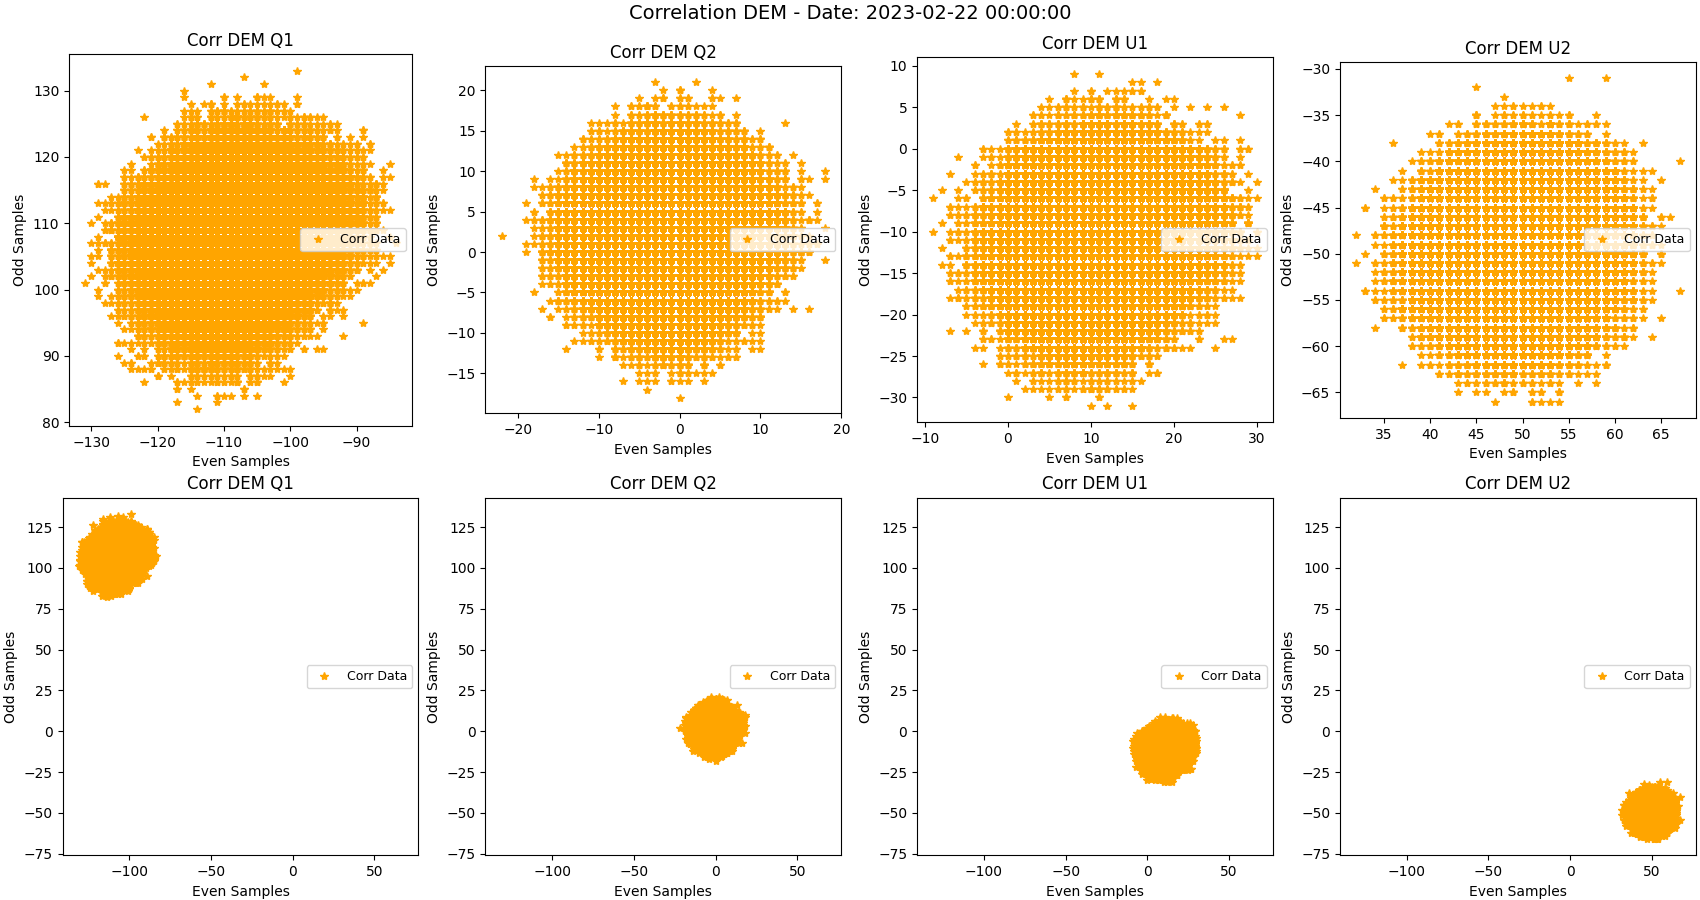 Correlation DEM - Date: 2023-02-22 00:00:00
Corr DEM Q1
130
120
110
100
90
80
Odd Samples
Corr Data
−130 −120 −110 −100 −90
Even Samples
Corr DEM Q2
20
15
10
5
0
−5
−10
−15
Odd Samples
Corr Data
−20 −10 0 10 20
Even Samples
Corr DEM U1
10
5
0
−5
−10
−15
−20
−25
−30
Odd Samples
Corr Data
−10 0 10 20 30
Even Samples
Corr DEM U2
−30
−35
−40
−45
−50
−55
−60
−65
Odd Samples
Corr Data
35 40 45 50 55 60 65
Even Samples
Corr DEM Q1
125
100
75
50
25
0
−25
−50
−75
Odd Samples
Corr Data
−100 −50 0 50
Even Samples
Corr DEM Q2
125
100
75
50
25
0
−25
−50
−75
Odd Samples
Corr Data
−100 −50 0 50
Even Samples
Corr DEM U1
125
100
75
50
25
0
−25
−50
−75
Odd Samples
Corr Data
−100 −50 0 50
Even Samples
Corr DEM U2
125
100
75
50
25
0
−25
−50
−75
Odd Samples
Corr Data
−100 −50 0 50
Even Samples